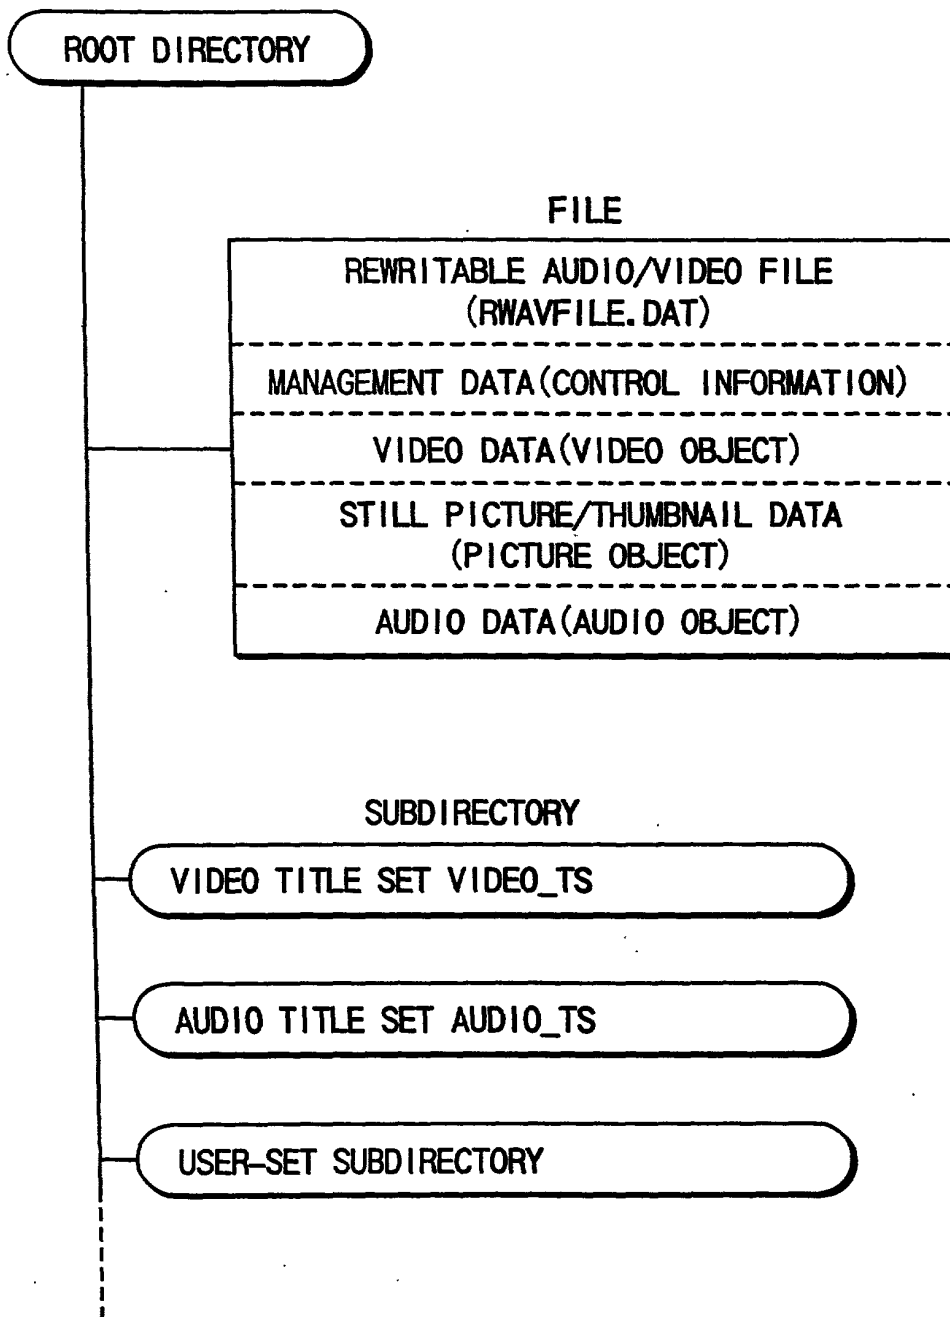 ROOT DIRECTORY
FILE
REWRITABLE AUDIO/VIDEO FILE
(RWAVFILE.DAT)
MANAGEMENT DATA(CONTROL INFORMATION)
VIDEO DATA(VIDEO OBJECT)
STILL PICTURE/THUMBNAIL DATA
(PICTURE OBJECT)
AUDIO DATA(AUDIO OBJECT)
SUBDIRECTORY
VIDEO TITLE SET VIDEO_TS
AUDIO TITLE SET AUDIO_TS
USER-SET SUBDIRECTORY